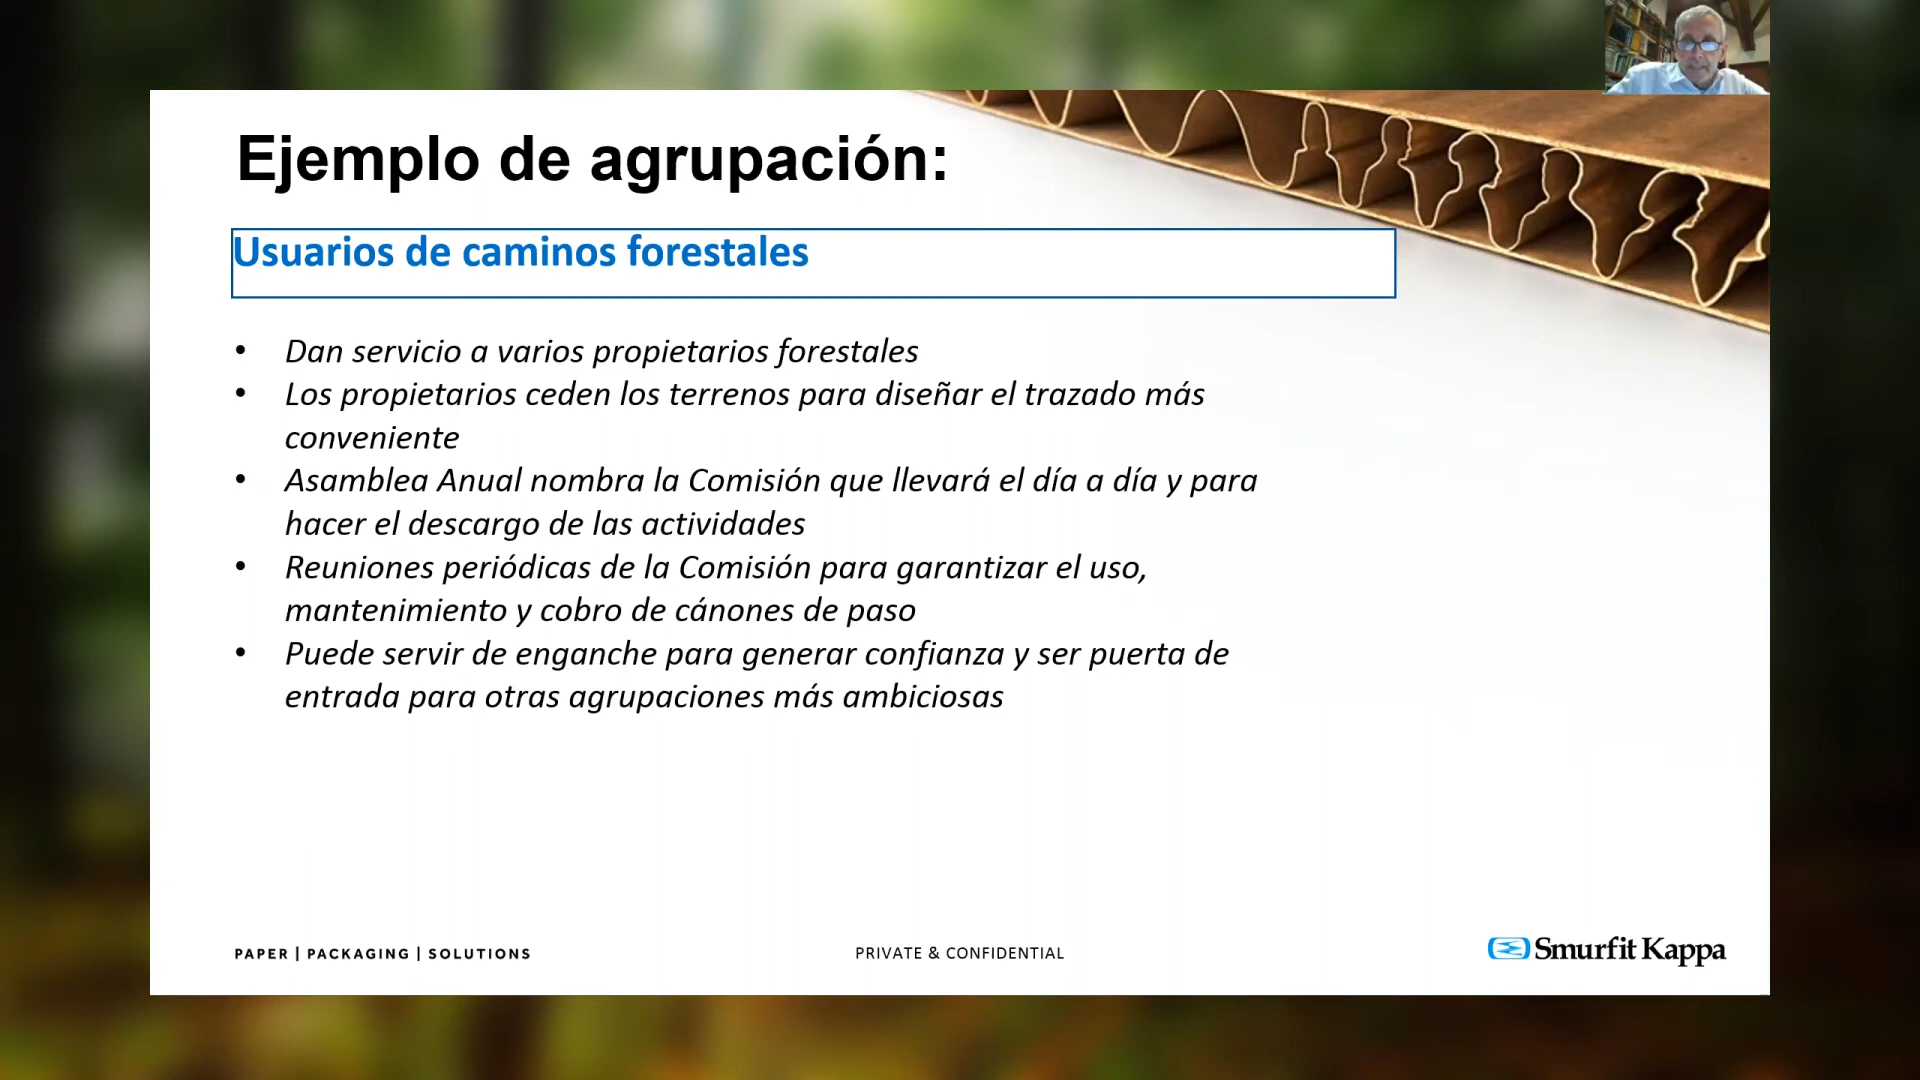 Ejemplo de agrupación:
Usuarios de caminos forestales
• Dan servicio a varios propietarios forestales
• Los propietarios ceden los terrenos para diseñar el trazado más
conveniente
• Asamblea Anual nombra la Comisión que llevará el día a día y para
hacer el descargo de las actividades
• Reuniones periódicas de la Comisión para garantizar el uso,
mantenimiento y cobro de cánones de paso
• Puede servir de enganche para generar confianza y ser puerta de
entrada para otras agrupaciones más ambiciosas
PAPER | PACKAGING | SOLUTIONS
PRIVATE & CONFIDENTIAL
Smurfit Kappa